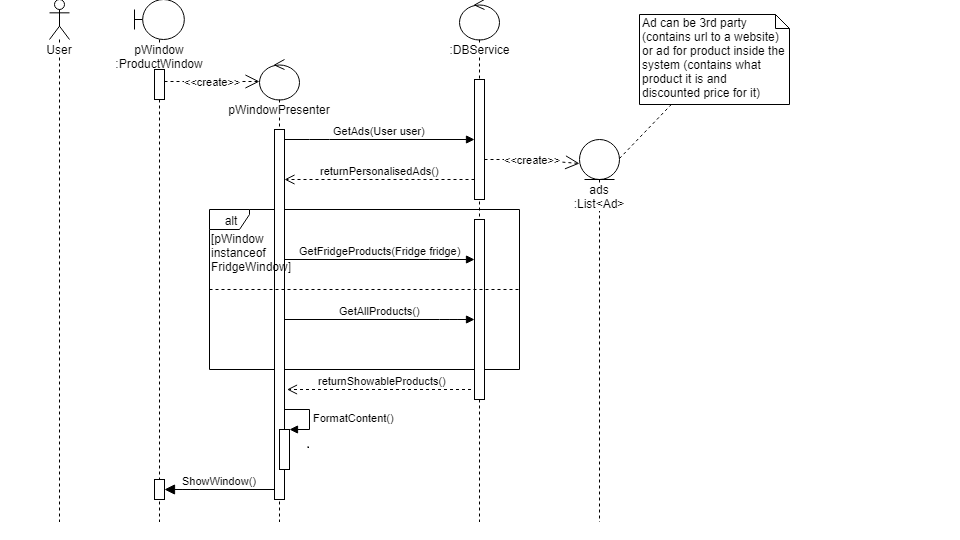 User
pWindow
:ProductWindow
:DBService
Ad can be 3rd party
(contains url to a website)
or ad for product inside the
system (contains what
product it is and
discounted price for it)
<<create>>
pWindowPresenter
GetAds(User user)
<<create>>
returnPersonalisedAds()
ads
:List<Ad>
alt
[pWindow
instanceof
FridgeWindow]
GetFridgeProducts(Fridge fridge)
GetAllProducts()
returnShowableProducts()
FormatContent()
ShowWindow()